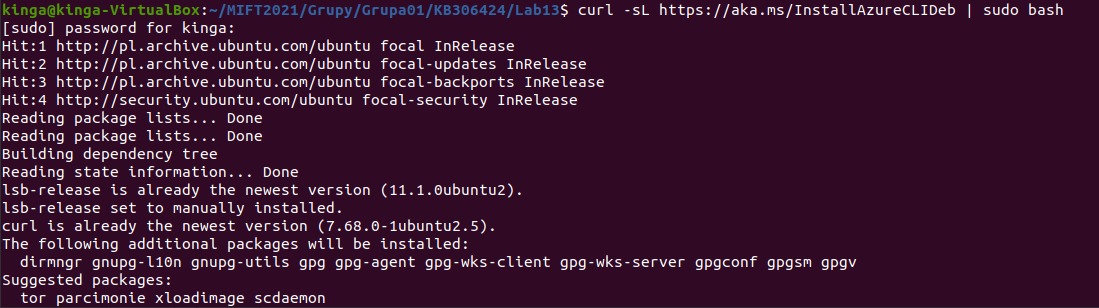 kinga@kinga-VirtualBox:~/MIFT2021/Grupy/Grupa01/KB306424/Lab13$ curl -sL https://aka.ms/InstallAzureCLIDeb | sudo bash
[sudo] password for kinga:
Hit:1 http://pl.archive.ubuntu.com/ubuntu focal InRelease
Hit:2 http://pl.archive.ubuntu.com/ubuntu focal-updates InRelease
Hit:3 http://pl.archive.ubuntu.com/ubuntu focal-backports InRelease
Hit:4 http://security.ubuntu.com/ubuntu focal-security InRelease
Reading package lists... Done
Reading package lists... Done
Building dependency tree
Reading state information... Done
lsb-release is already the newest version (11.1.0ubuntu2).
lsb-release set to manually installed.
curl is already the newest version (7.68.0-1ubuntu2.5).
The following additional packages will be installed:
  dirmngr gnupg-l10n gnupg-utils gpg gpg-agent gpg-wks-client gpg-wks-server gpgconf gpgsm gpgv
Suggested packages:
  tor parcimonie xloadimage scdaemon